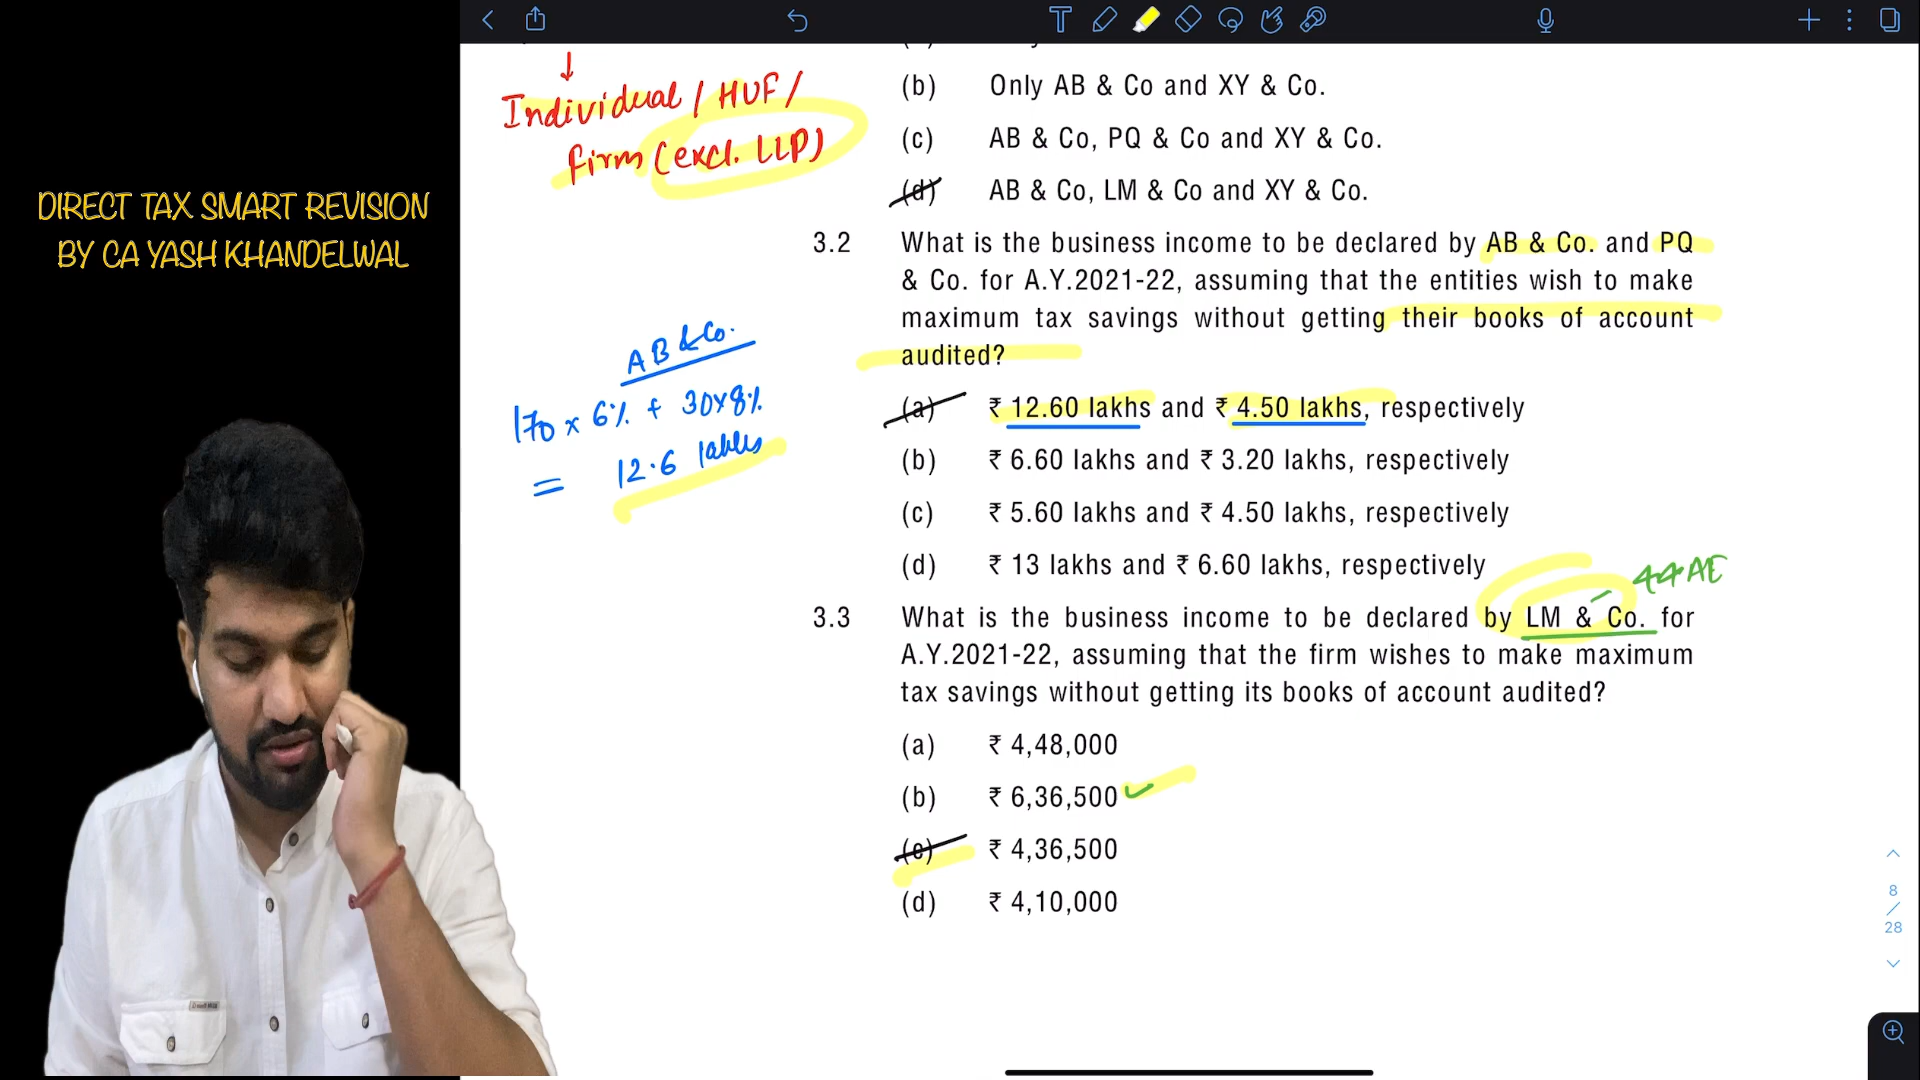 DIRECT TAX SMART REVISION
BY CA YASH KHANDELWAL
Individual / HUF /
firm (excl. LLP)
(b) Only AB & Co and XY & Co.
(c) AB & Co, PQ & Co and XY & Co.
(d) AB & Co, LM & Co and XY & Co.
3.2 What is the business income to be declared by AB & Co. and PQ
& Co. for A.Y.2021-22, assuming that the entities wish to make
maximum tax savings without getting their books of account
audited?
AB & Co.
170 x 6% + 30x8%
= 12.6 lakhs
(a) ₹ 12.60 lakhs and ₹ 4.50 lakhs, respectively
(b) ₹ 6.60 lakhs and ₹ 3.20 lakhs, respectively
(c) ₹ 5.60 lakhs and ₹ 4.50 lakhs, respectively
(d) ₹ 13 lakhs and ₹ 6.60 lakhs, respectively
44AE
3.3 What is the business income to be declared by LM & Co. for
A.Y.2021-22, assuming that the firm wishes to make maximum
tax savings without getting its books of account audited?
(a) ₹ 4,48,000
(b) ₹ 6,36,500
(c) ₹ 4,36,500
(d) ₹ 4,10,000
8
/
28